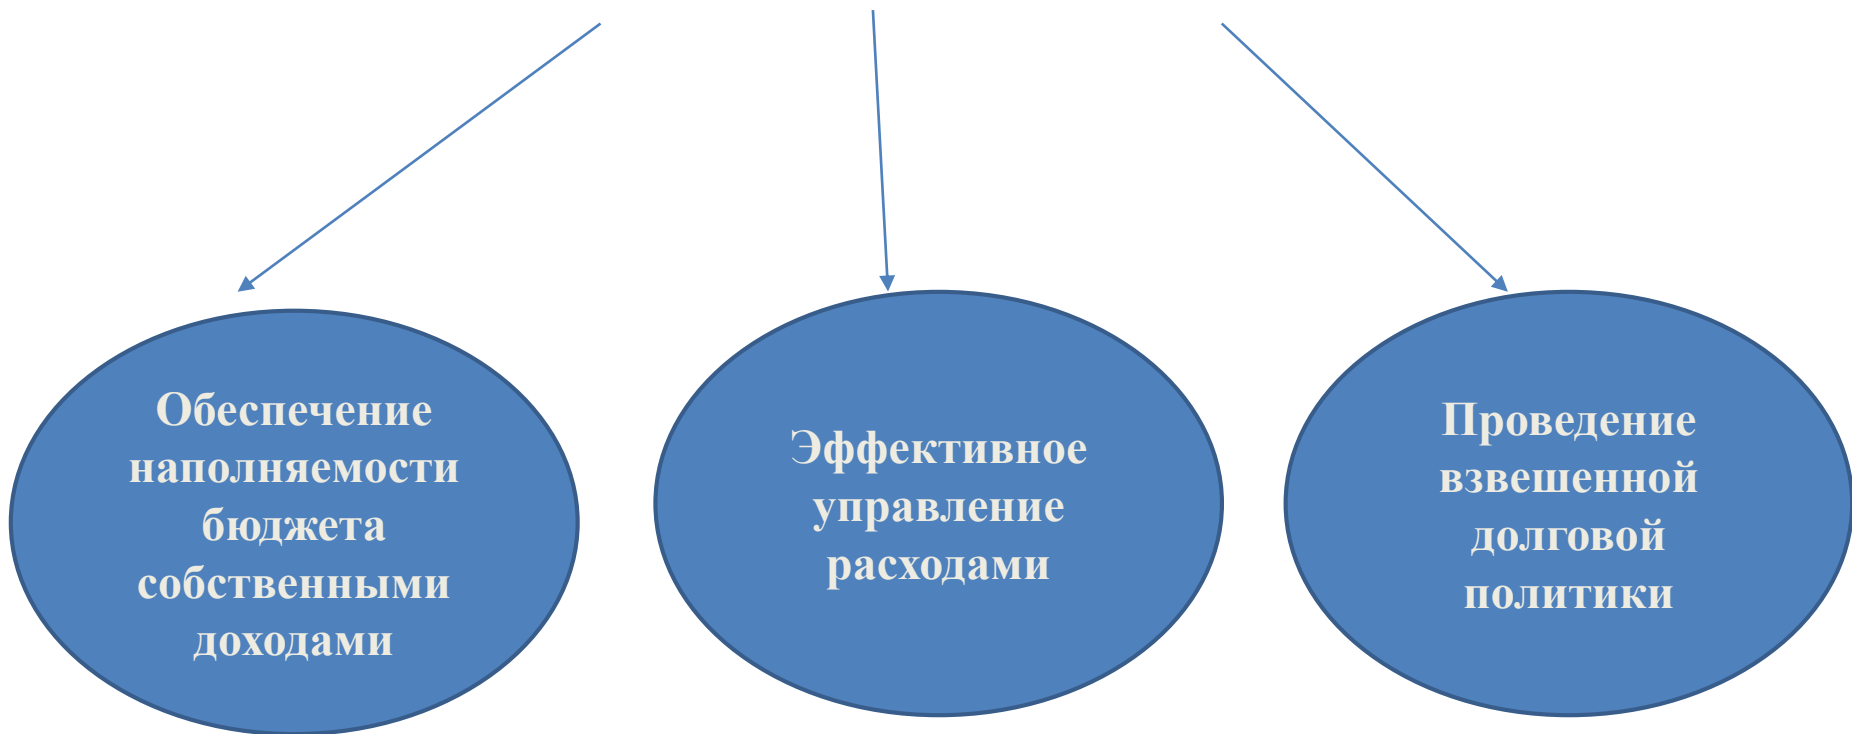 Обеспечение
наполняемости
бюджета
собственными
доходами
Эффективное
управление
расходами
Проведение
взвешенной
долговой
политики